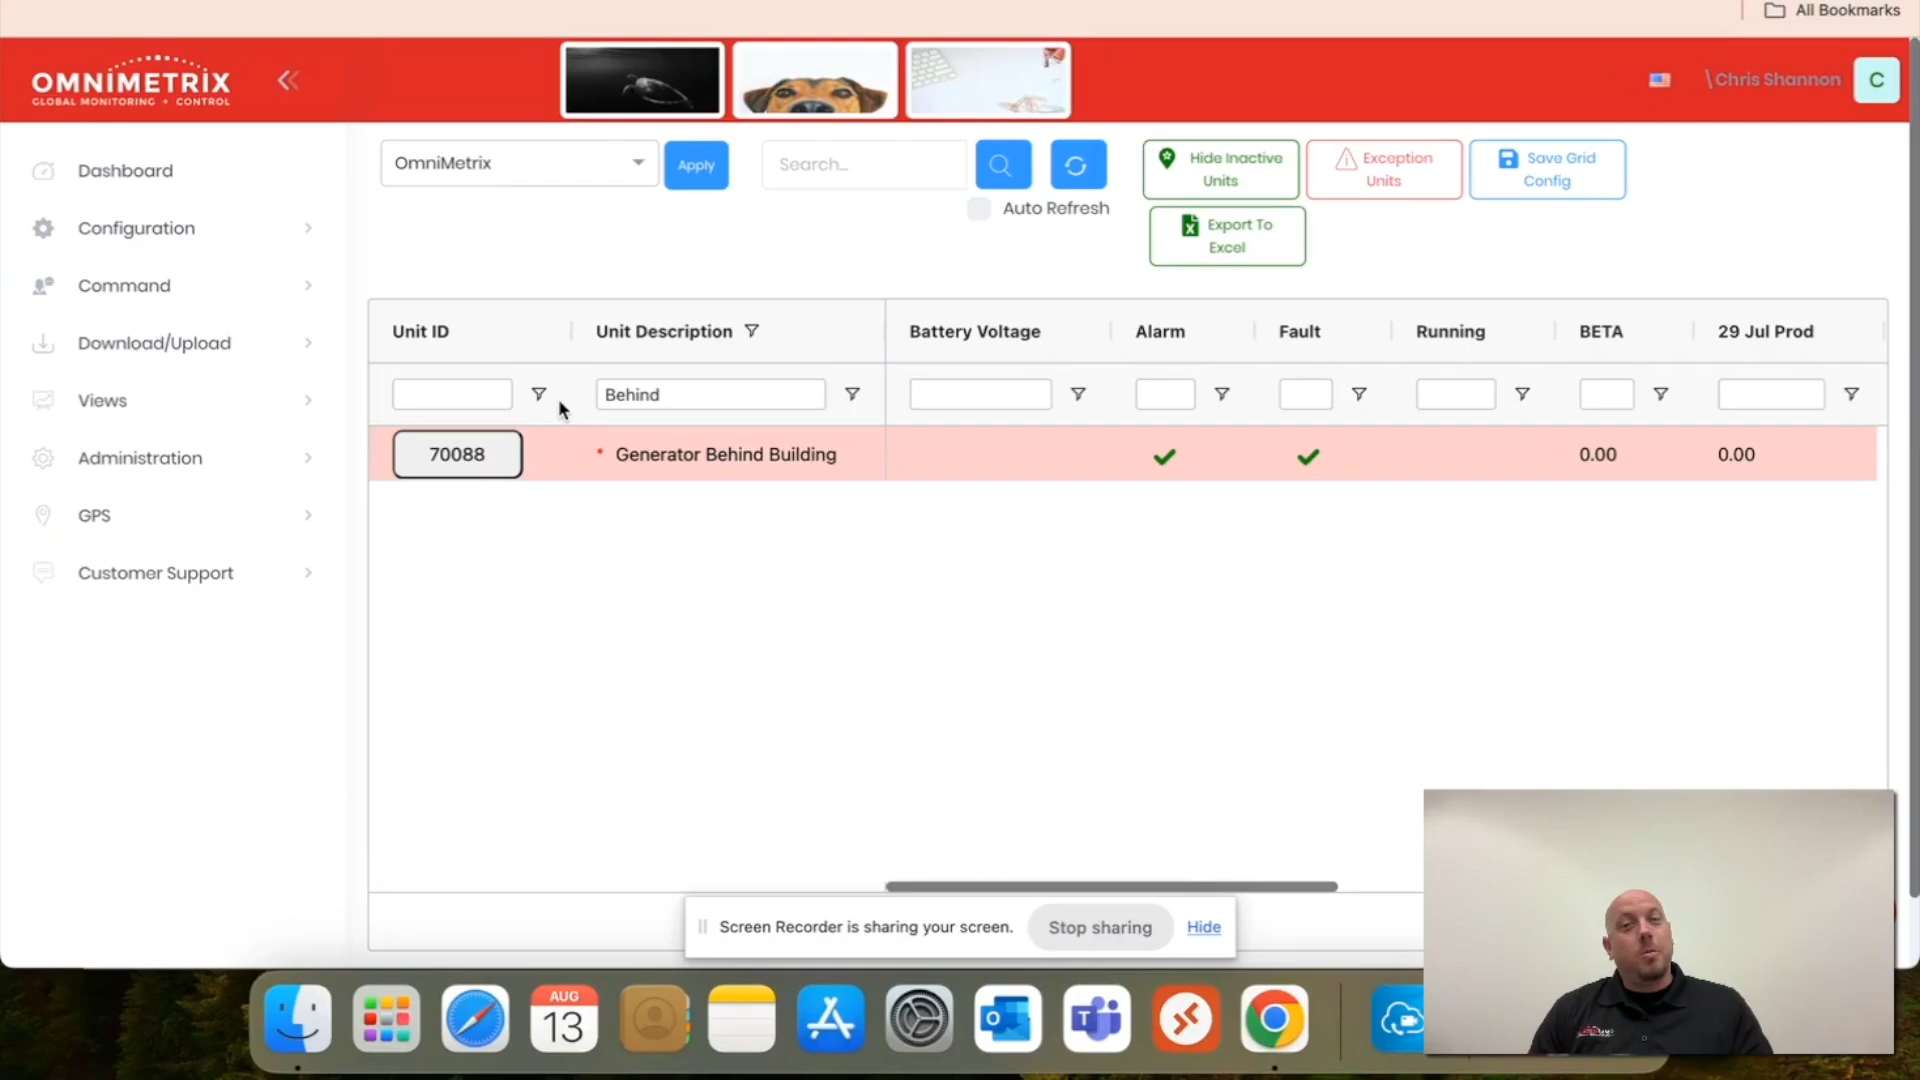 All Bookmarks
OMNIMETRIX
GLOBAL MONITORING • CONTROL
\Chris Shannon
C
Dashboard
Configuration
Command
Download/Upload
Views
Administration
GPS
Customer Support
OmniMetrix
Apply
Search...
Auto Refresh
Hide Inactive
Units
Exception
Units
Save Grid
Config
Export To
Excel
Unit ID
Unit Description
Battery Voltage
Alarm
Fault
Running
BETA
29 Jul Prod
Behind
70088
* Generator Behind Building
0.00
0.00
Screen Recorder is sharing your screen.
Stop sharing
Hide
AUG
13